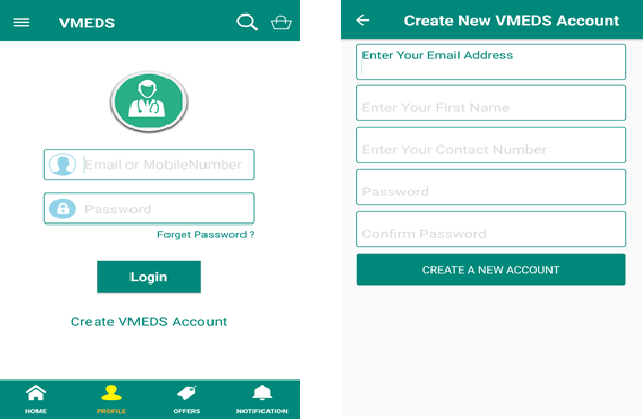 VMEDS
Email or MobileNumber
Password
Forget Password ?
Login
Create VMEDS Account
HOME
PROFILE
OFFERS
NOTIFICATION
Create New VMEDS Account
Enter Your Email Address
Enter Your First Name
Enter Your Contact Number
Password
Confirm Password
CREATE A NEW ACCOUNT